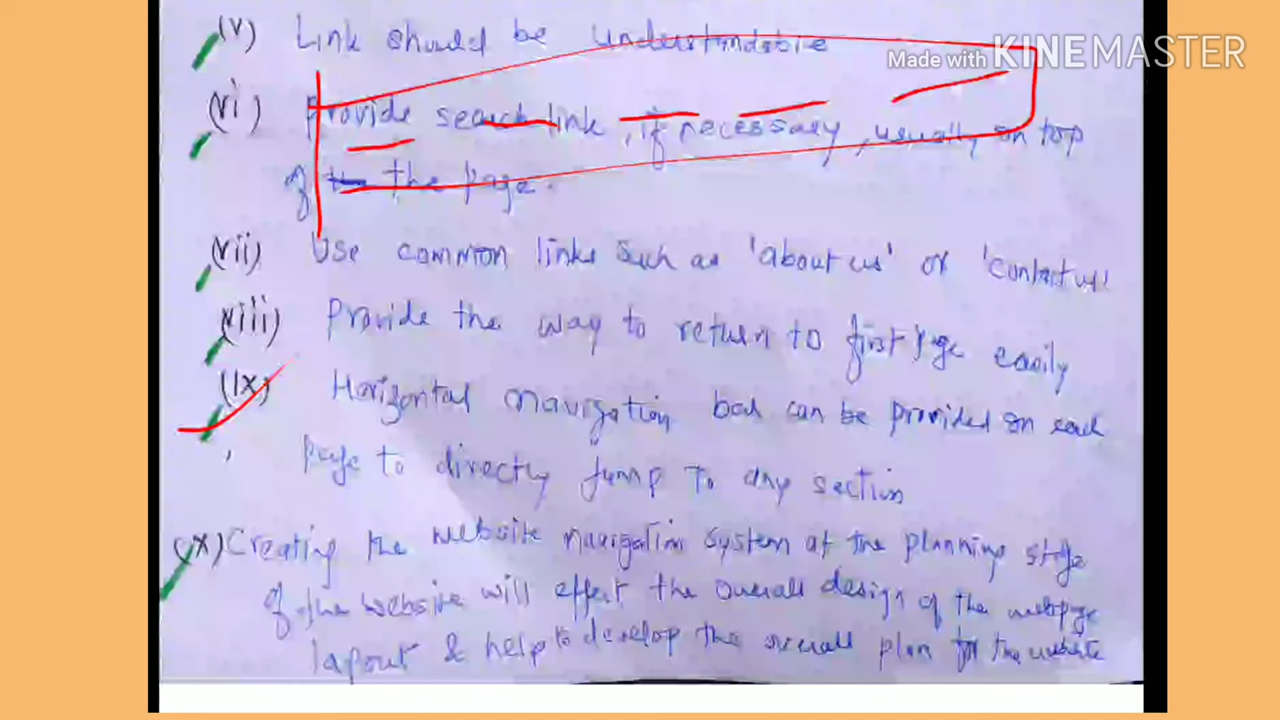 (v) Link should be understandable
Made with KINEMASTER
(vi) Provide search link, if necessary, usually on top
of the page.
(vii) Use common links such as 'about us' or 'contact us'
(viii) Provide the way to return to first page easily
(ix) Horizontal navigation bar can be provided on each
page to directly jump to any section
(x) Creating the website navigation system at the planning stage
of the website will effect the overall design of the webpage
layout & help to develop the overall plan for the website